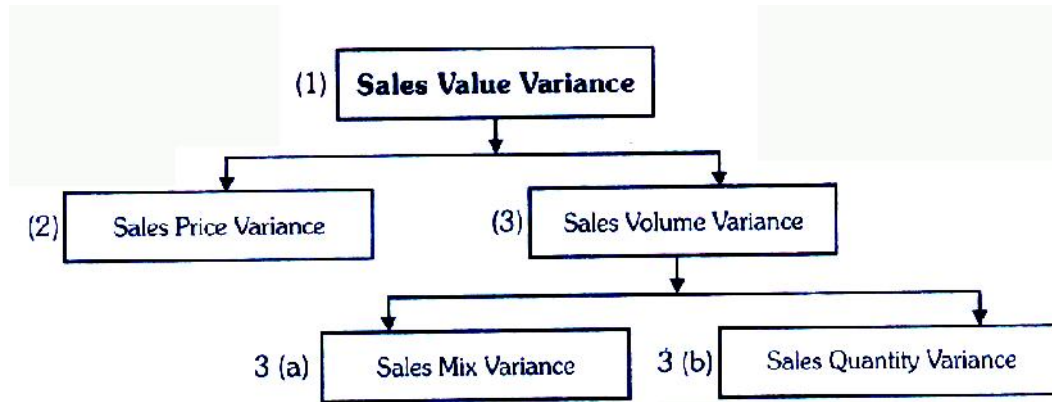 (1) Sales Value Variance
(2) Sales Price Variance
(3) Sales Volume Variance
3 (a) Sales Mix Variance
3 (b) Sales Quantity Variance